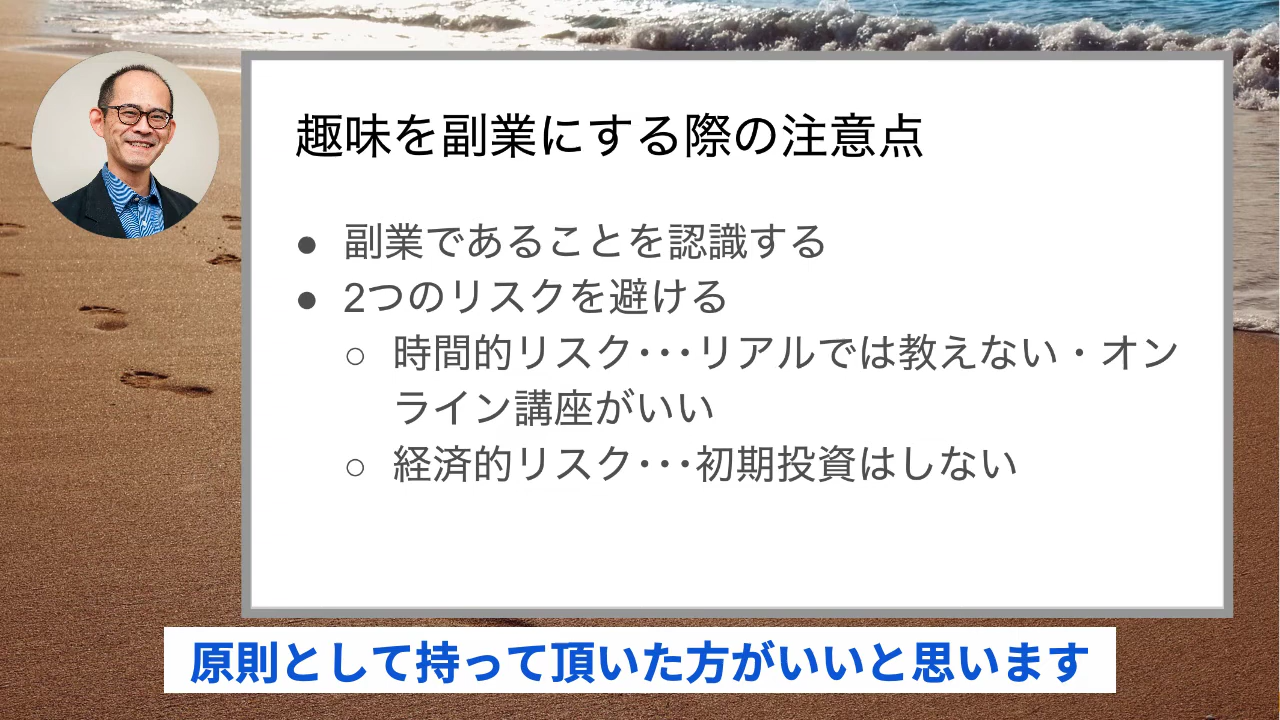 趣味を副業にする際の注意点
● 副業であることを認識する
● 2つのリスクを避ける
○ 時間的リスク･･･リアルでは教えない・オン
ライン講座がいい
○ 経済的リスク･･･初期投資はしない
原則として持って頂いた方がいいと思います